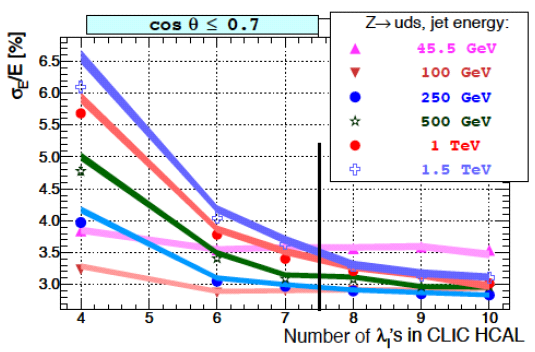 cos θ ≤ 0.7
Z→ uds, jet energy:
45.5 GeV
100 GeV
250 GeV
500 GeV
1 TeV
1.5 TeV
σE/E [%]
6.5
6.0
5.5
5.0
4.5
4.0
3.5
3.0
4 5 6 7 8 9 10
Number of λI's in CLIC HCAL